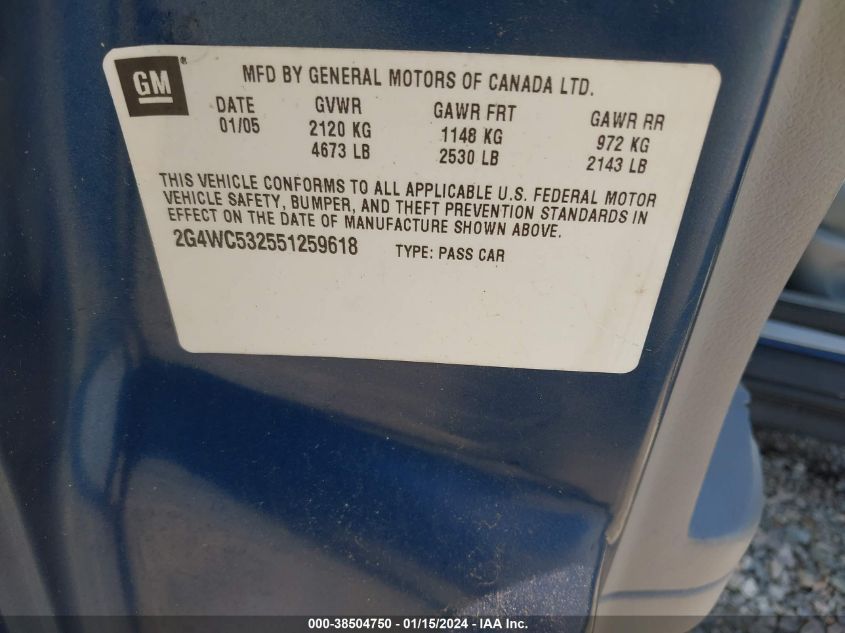 GM ®
MFD BY GENERAL MOTORS OF CANADA LTD.
DATE GVWR GAWR FRT GAWR RR
01/05 2120 KG 1148 KG 972 KG
4673 LB 2530 LB 2143 LB
THIS VEHICLE CONFORMS TO ALL APPLICABLE U.S. FEDERAL MOTOR
VEHICLE SAFETY, BUMPER, AND THEFT PREVENTION STANDARDS IN
EFFECT ON THE DATE OF MANUFACTURE SHOWN ABOVE.
2G4WC532551259618 TYPE: PASS CAR
000-38504750 — 01/15/2024 — IAA Inc.